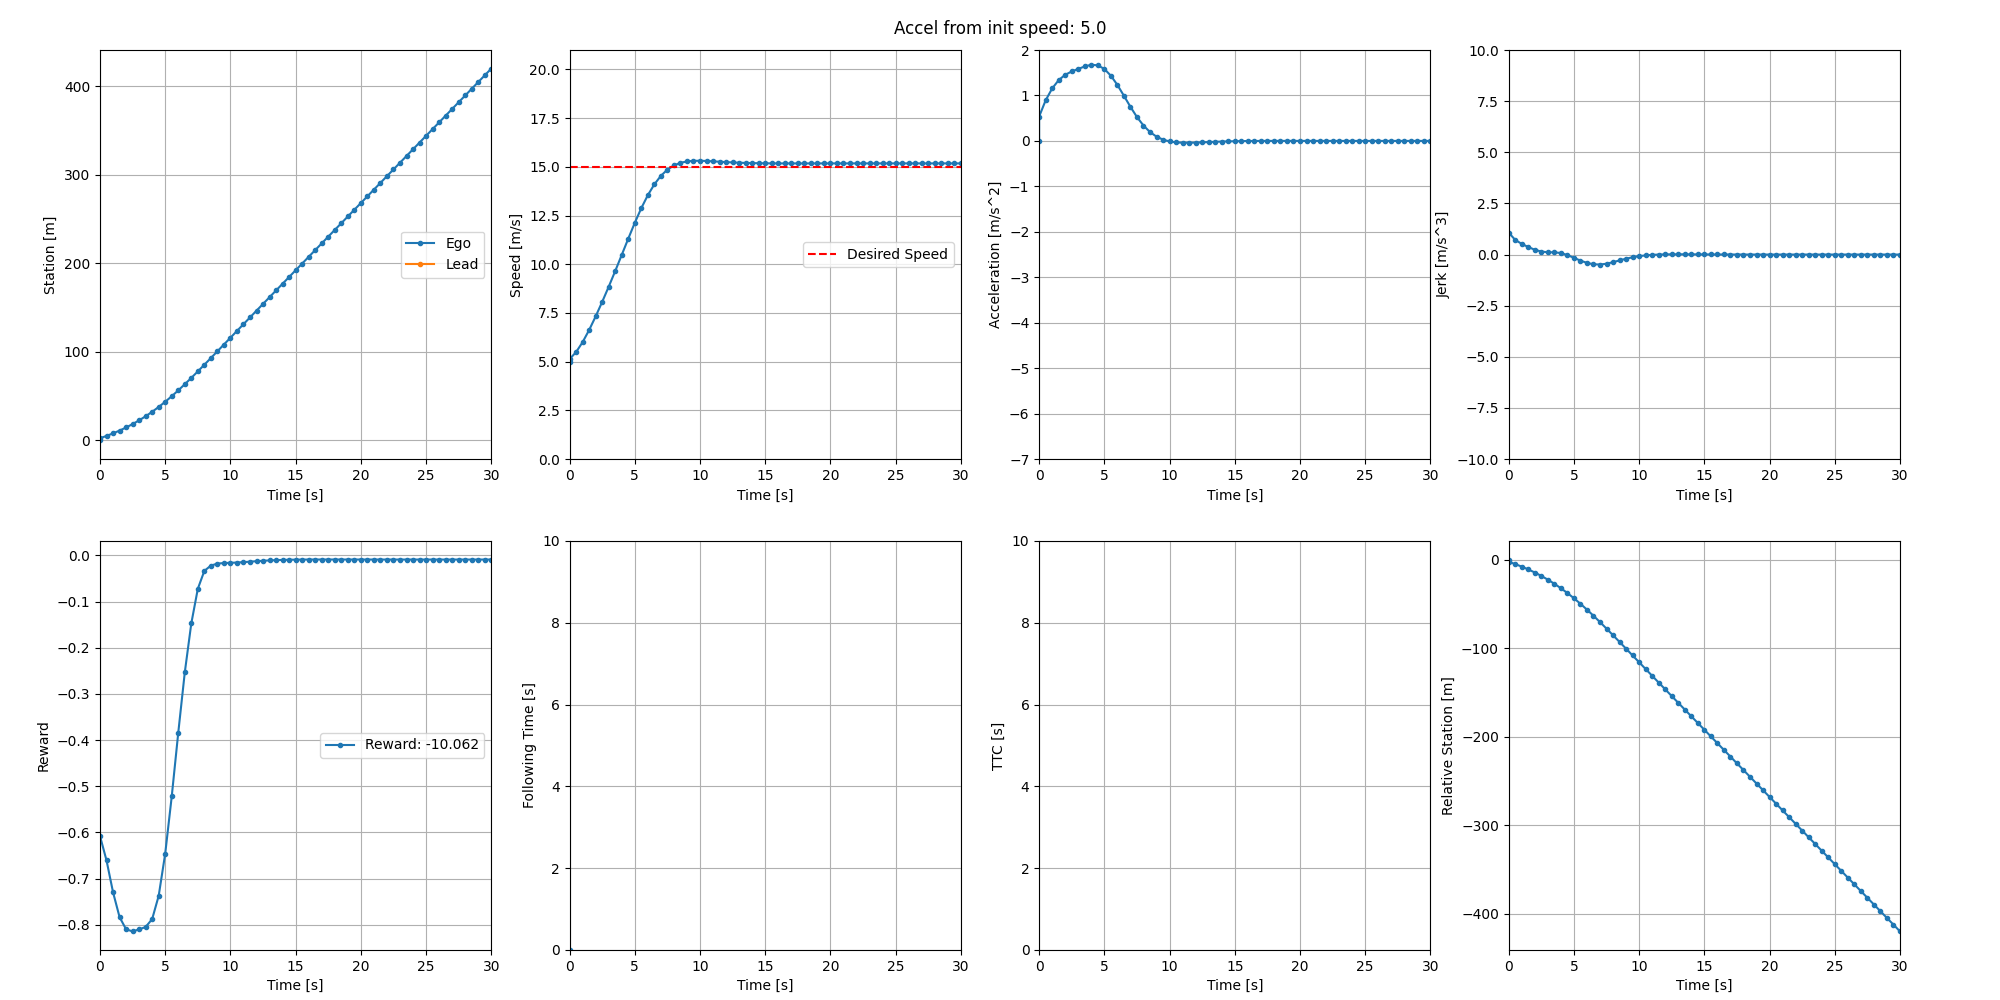 Accel from init speed: 5.0
Station [m]
400
300
200
100
0
Ego
Lead
0 5 10 15 20 25 30
Time [s]
Speed [m/s]
20.0
17.5
15.0
12.5
10.0
7.5
5.0
2.5
0.0
Desired Speed
0 5 10 15 20 25 30
Time [s]
Acceleration [m/s^2]
2
1
0
−1
−2
−3
−4
−5
−6
−7
0 5 10 15 20 25 30
Time [s]
Jerk [m/s^3]
10.0
7.5
5.0
2.5
0.0
−2.5
−5.0
−7.5
−10.0
0 5 10 15 20 25 30
Time [s]
Reward
0.0
−0.1
−0.2
−0.3
−0.4
−0.5
−0.6
−0.7
−0.8
Reward: -10.062
0 5 10 15 20 25 30
Time [s]
Following Time [s]
10
8
6
4
2
0
0 5 10 15 20 25 30
Time [s]
TTC [s]
10
8
6
4
2
0
0 5 10 15 20 25 30
Time [s]
Relative Station [m]
0
−100
−200
−300
−400
0 5 10 15 20 25 30
Time [s]